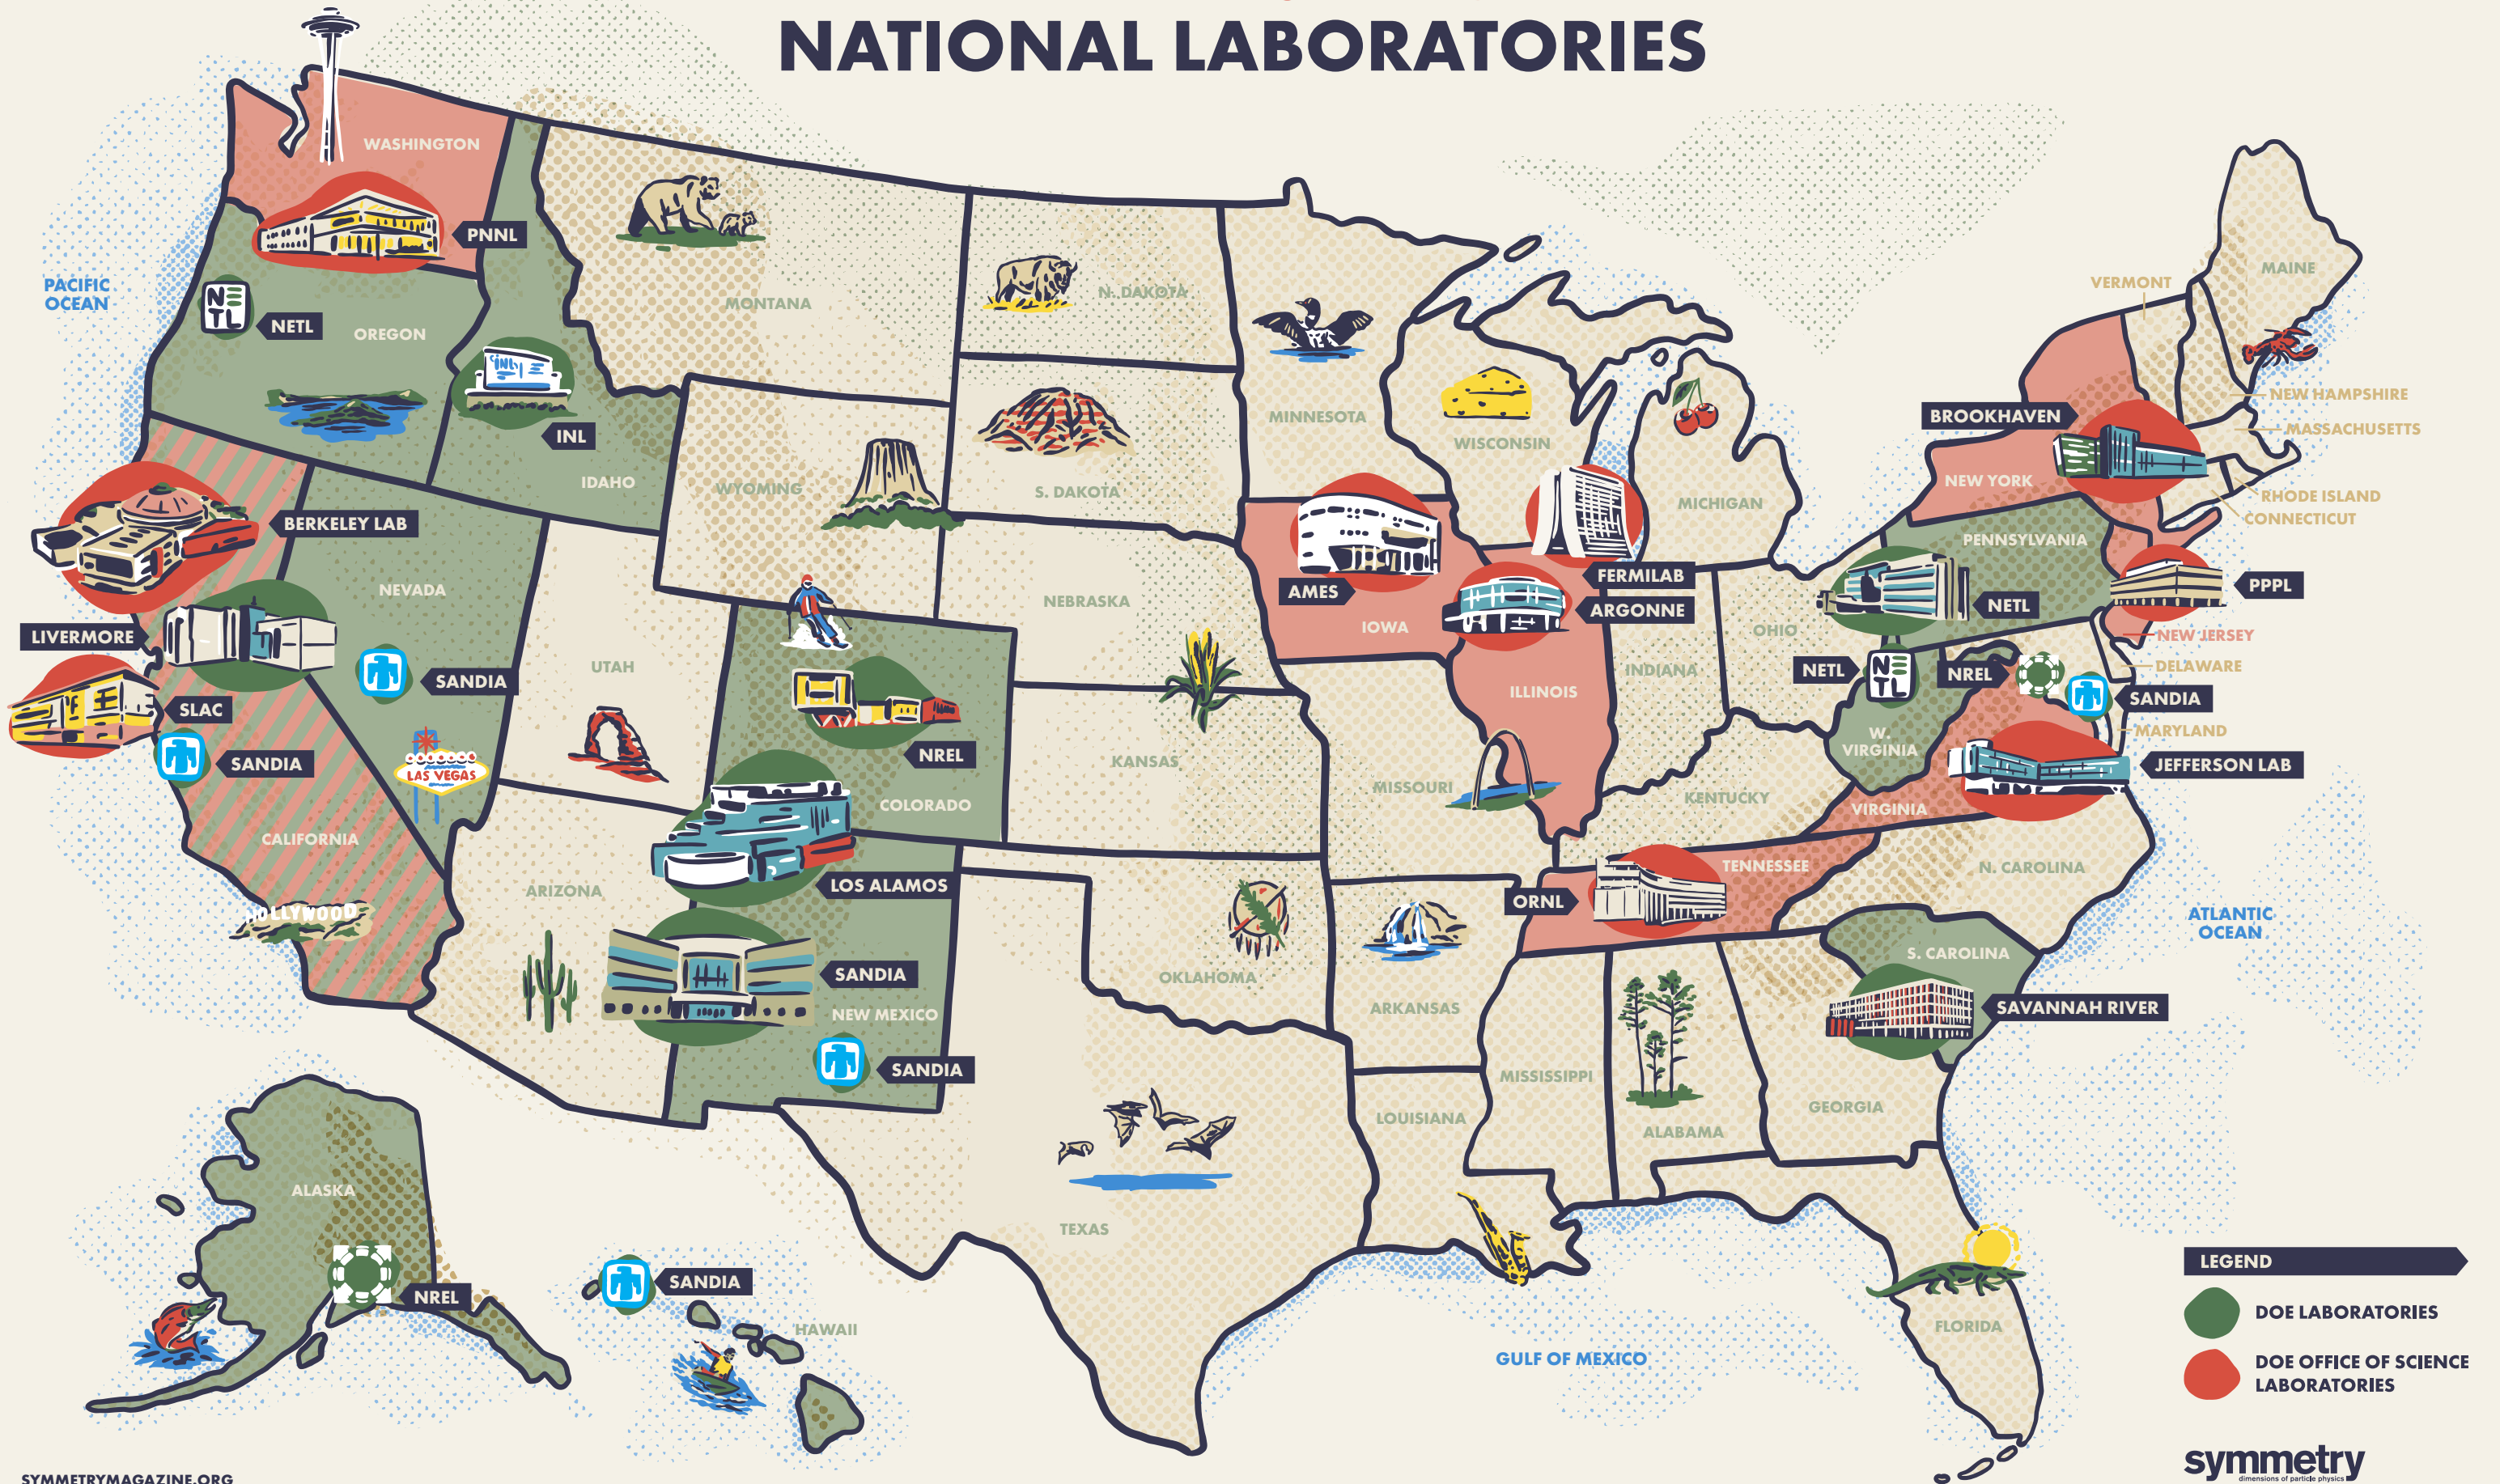 NATIONAL LABORATORIES
WASHINGTON
PNNL
PACIFIC
OCEAN
N
TL
NETL
OREGON
INL
INL
IDAHO
MONTANA
N. DAKOTA
S. DAKOTA
WYOMING
MINNESOTA
WISCONSIN
MICHIGAN
VERMONT
MAINE
NEW HAMPSHIRE
MASSACHUSETTS
RHODE ISLAND
CONNECTICUT
BROOKHAVEN
NEW YORK
PENNSYLVANIA
NETL
PPPL
NEW JERSEY
DELAWARE
BERKELEY LAB
NEVADA
LIVERMORE
SANDIA
SLAC
SANDIA
LAS VEGAS
CALIFORNIA
HOLLYWOOD
UTAH
NEBRASKA
AMES
IOWA
FERMILAB
ARGONNE
ILLINOIS
INDIANA
OHIO
NETL
N
TL
NREL
SANDIA
MARYLAND
W.
VIRGINIA
JEFFERSON LAB
VIRGINIA
NREL
COLORADO
KANSAS
MISSOURI
KENTUCKY
ARIZONA
LOS ALAMOS
ORNL
TENNESSEE
N. CAROLINA
SANDIA
NEW MEXICO
SANDIA
OKLAHOMA
ARKANSAS
S. CAROLINA
SAVANNAH RIVER
ATLANTIC
OCEAN
MISSISSIPPI
ALABAMA
GEORGIA
LOUISIANA
TEXAS
ALASKA
NREL
SANDIA
HAWAII
FLORIDA
GULF OF MEXICO
LEGEND
DOE LABORATORIES
DOE OFFICE OF SCIENCE
LABORATORIES
symmetry
dimensions of particle physics
SYMMETRYMAGAZINE.ORG